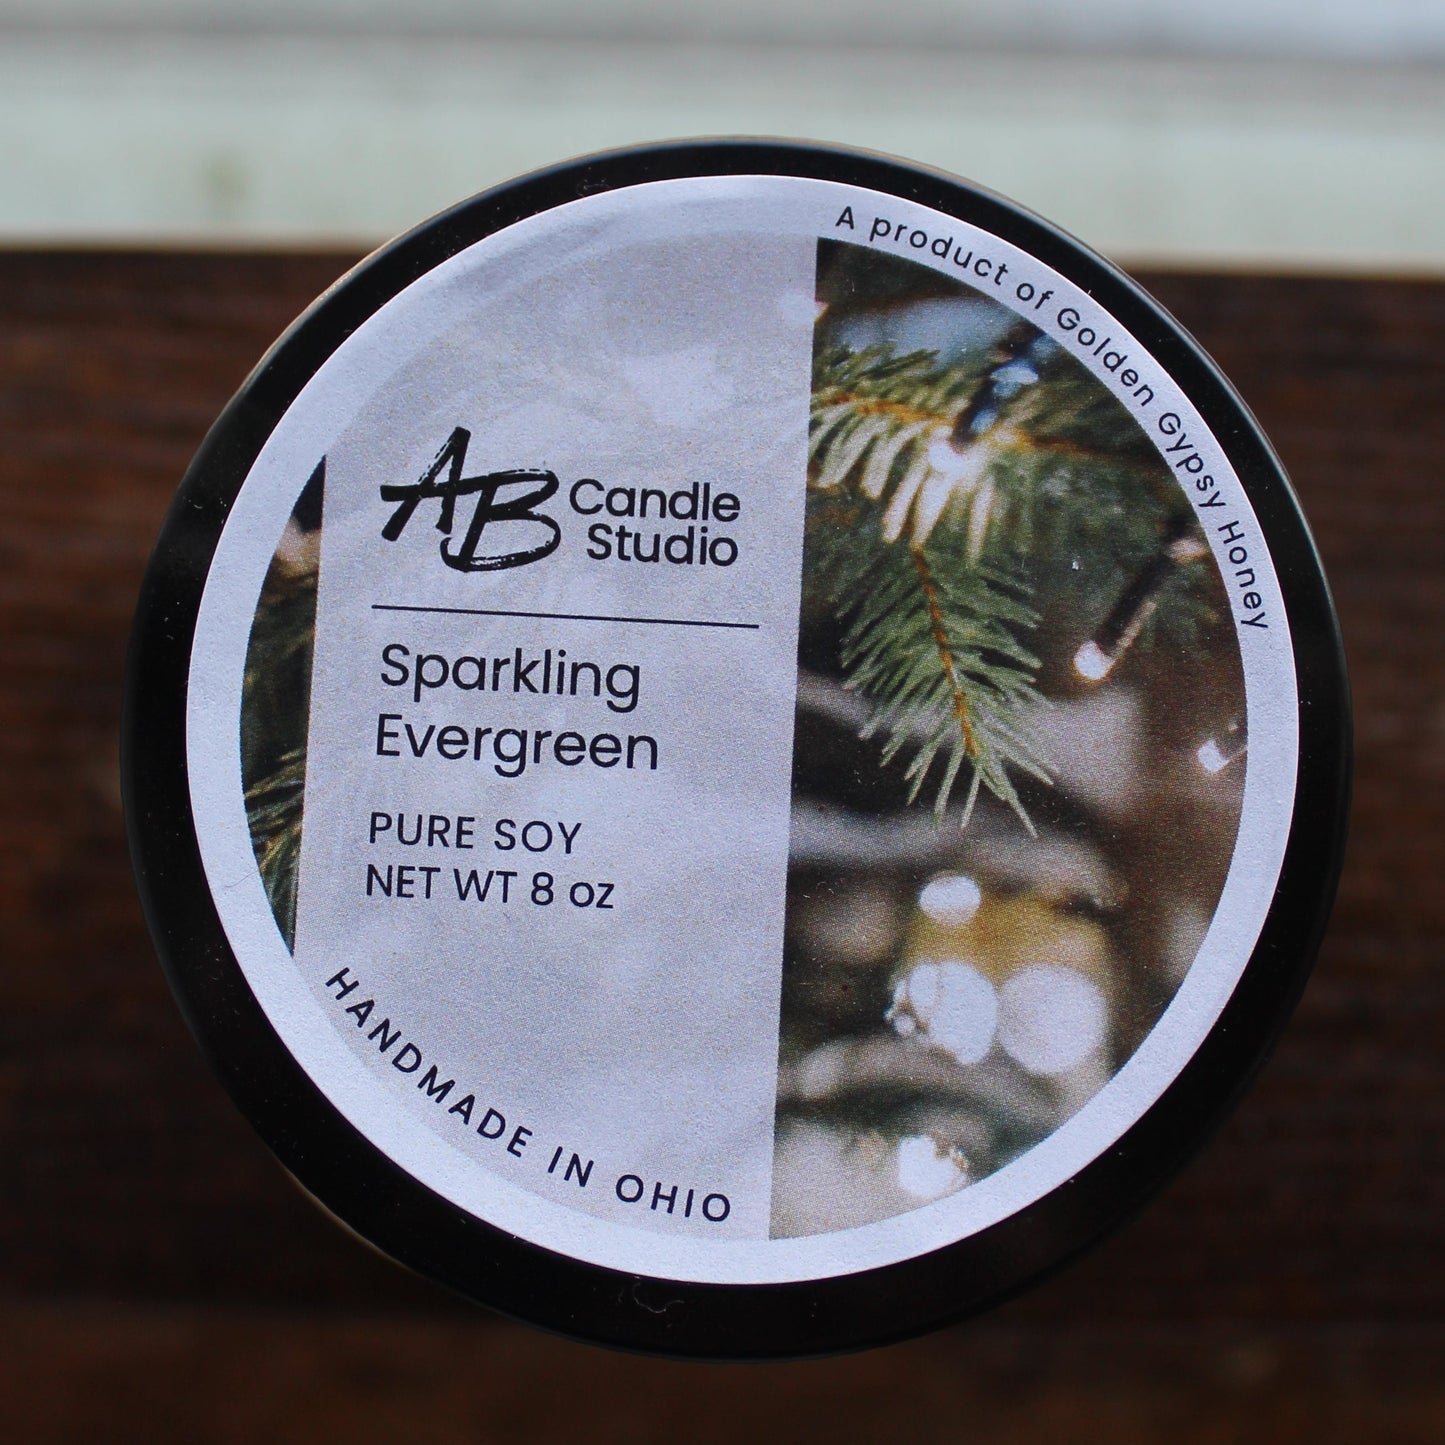 A product of Golden Gypsy Honey
AB Candle
Studio
Sparkling
Evergreen
PURE SOY
NET WT 8 oz
HANDMADE IN OHIO